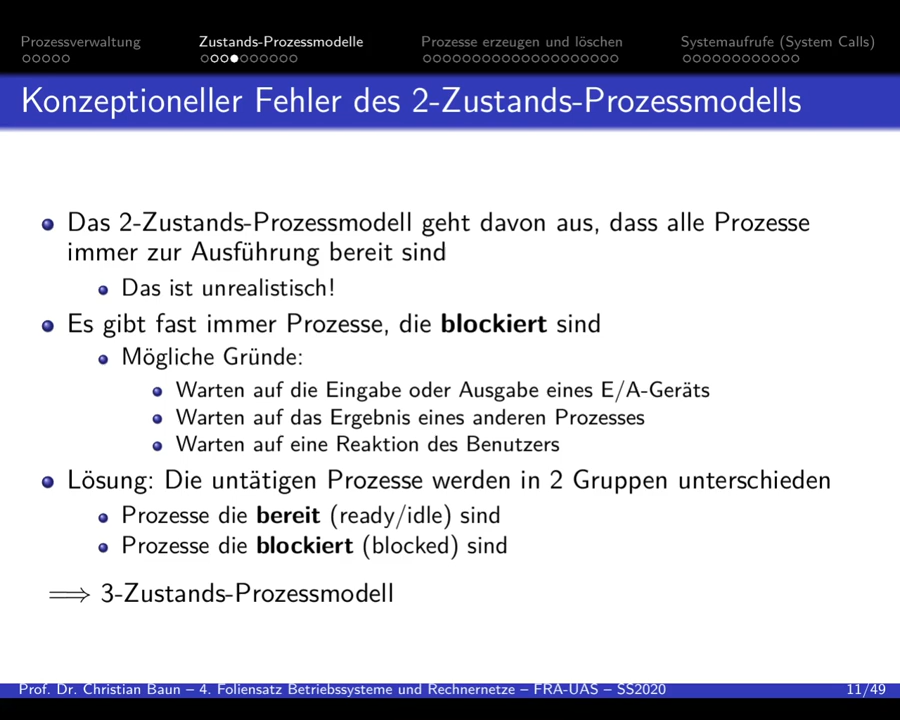 Prozessverwaltung
Zustands-Prozessmodelle
Prozesse erzeugen und löschen
Systemaufrufe (System Calls)
Konzeptioneller Fehler des 2-Zustands-Prozessmodells
Das 2-Zustands-Prozessmodell geht davon aus, dass alle Prozesse
immer zur Ausführung bereit sind
Das ist unrealistisch!
Es gibt fast immer Prozesse, die blockiert sind
Mögliche Gründe:
Warten auf die Eingabe oder Ausgabe eines E/A-Geräts
Warten auf das Ergebnis eines anderen Prozesses
Warten auf eine Reaktion des Benutzers
Lösung: Die untätigen Prozesse werden in 2 Gruppen unterschieden
Prozesse die bereit (ready/idle) sind
Prozesse die blockiert (blocked) sind
⟹ 3-Zustands-Prozessmodell
Prof. Dr. Christian Baun – 4. Foliensatz Betriebssysteme und Rechnernetze – FRA-UAS – SS2020
11/49